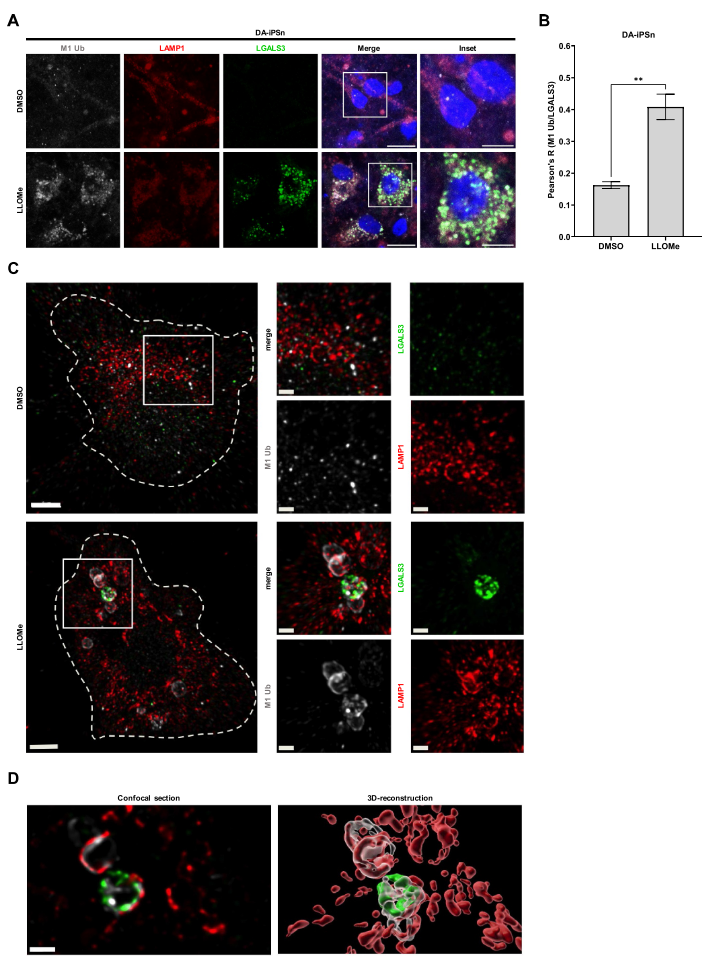 A
DA-iPSn
M1 Ub LAMP1 LGALS3 Merge Inset
DMSO
LLOMe
B
DA-iPSn
Pearson's R (M1 Ub/LGALS3)
0.6
0.5
0.4
0.3
0.2
0.1
0.0
**
DMSO LLOMe
C
DMSO
merge
LGALS3
M1 Ub
LAMP1
LLOMe
merge
LGALS3
M1 Ub
LAMP1
D
Confocal section 3D-reconstruction